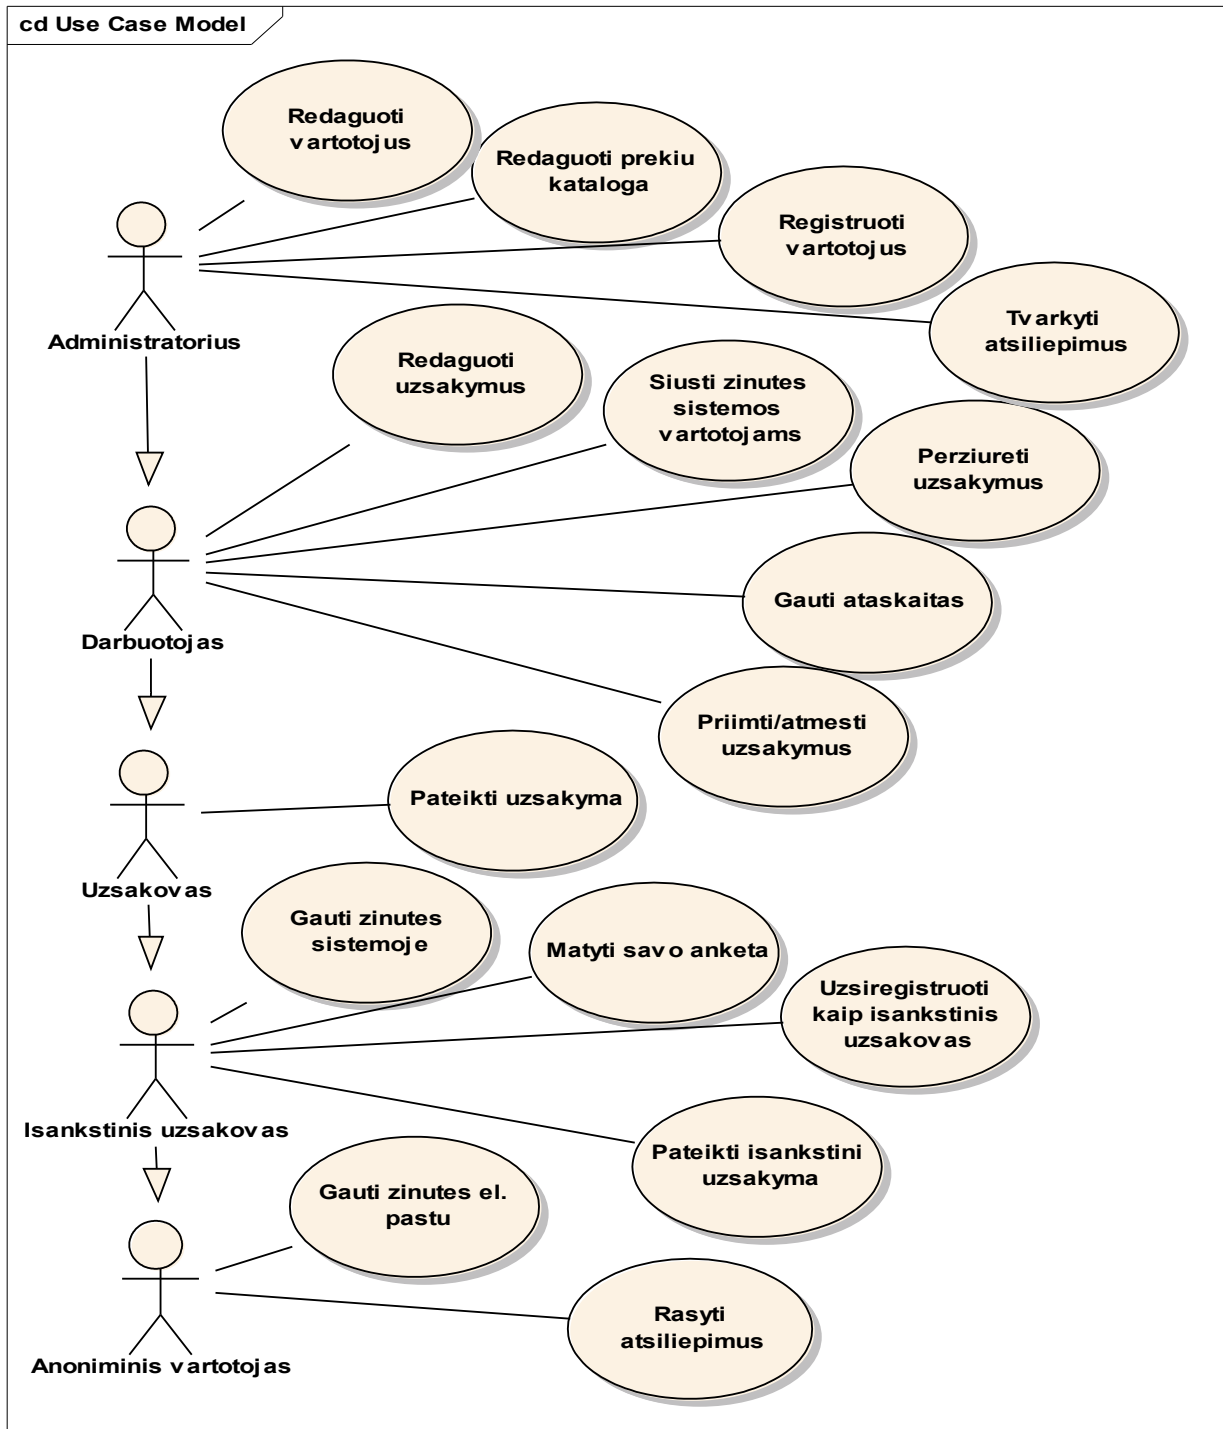 cd Use Case Model
Redaguoti
vartotojus
Redaguoti prekiu
kataloga
Registruoti
vartotojus
Tvarkyti
atsiliepimus
Administratorius
Redaguoti
uzsakymus
Siusti zinutes
sistemos
vartotojams
Perziureti
uzsakymus
Gauti ataskaitas
Darbuotojas
Priimti/atmesti
uzsakymus
Pateikti uzsakyma
Uzsakovas
Gauti zinutes
sistemoje
Matyti savo anketa
Uzsiregistruoti
kaip isankstinis
uzsakovas
Isankstinis uzsakovas
Pateikti isankstini
uzsakyma
Gauti zinutes el.
pastu
Rasyti
atsiliepimus
Anoniminis vartotojas